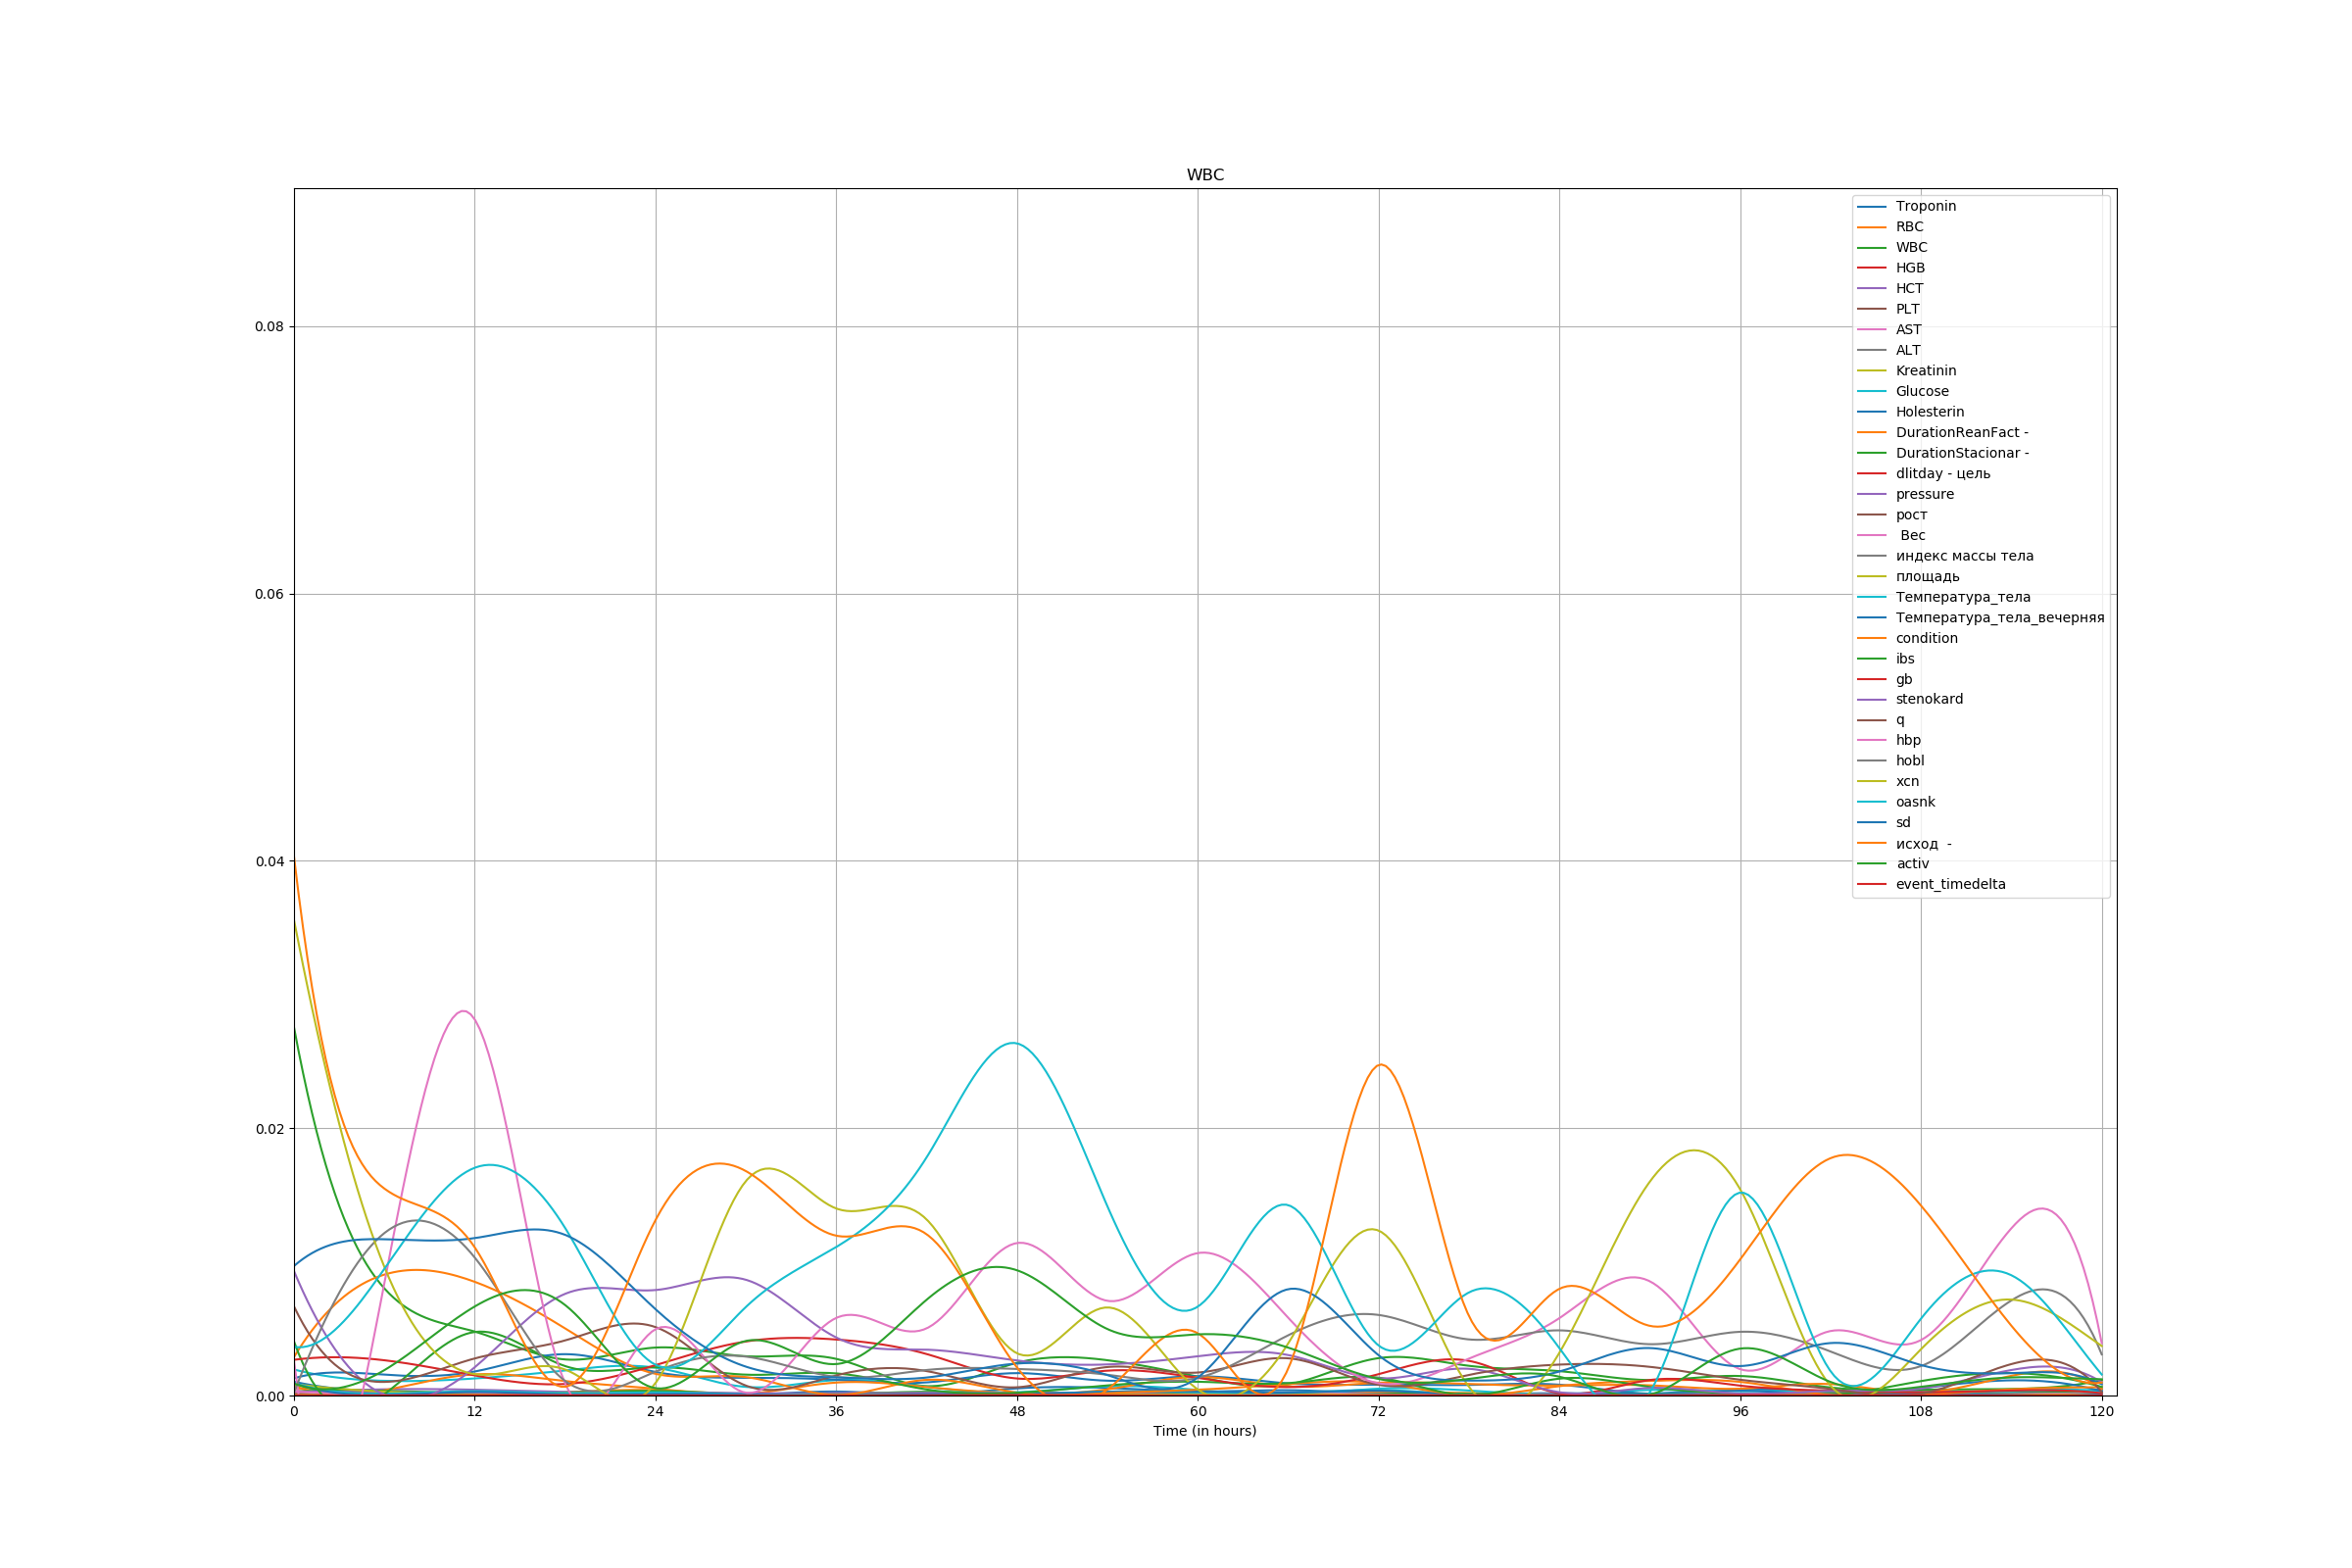 WBC
0.08
0.06
0.04
0.02
0.00
0 12 24 36 48 60 72 84 96 108 120
Time (in hours)
Troponin
RBC
WBC
HGB
HCT
PLT
AST
ALT
Kreatinin
Glucose
Holesterin
DurationReanFact -
DurationStacionar -
dlitday - цель
pressure
рост
Вес
индекс массы тела
площадь
Температура_тела
Температура_тела_вечерняя
condition
ibs
gb
stenokard
q
hbp
hobl
xcn
oasnk
sd
исход -
activ
event_timedelta